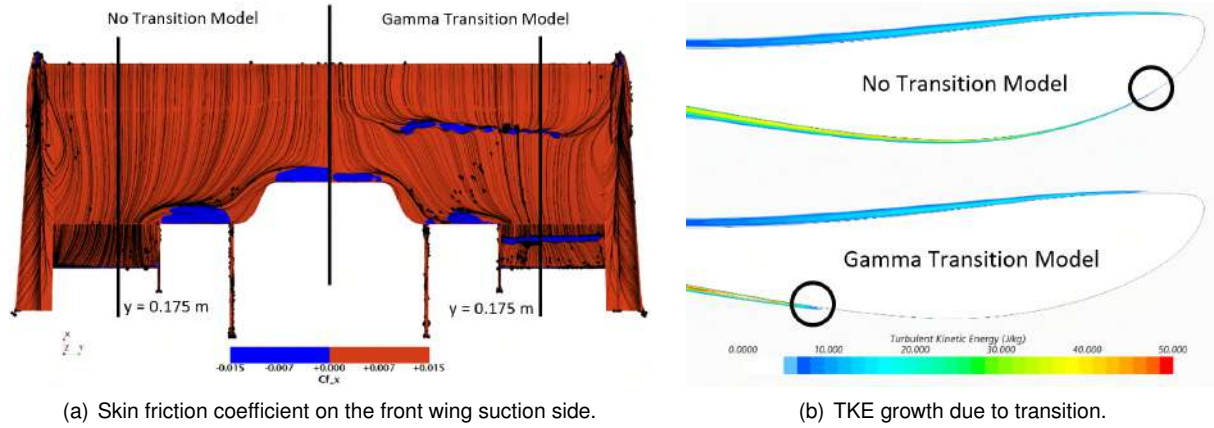 No Transition Model
Gamma Transition Model
y = 0.175 m
y = 0.175 m
X
Z Y
-0.015 -0.007 +0.000 +0.007 +0.015
Cf_x
(a) Skin friction coefficient on the front wing suction side.
No Transition Model
Gamma Transition Model
Turbulent Kinetic Energy (J/kg)
0.0000 10.000 20.000 30.000 40.000 50.000
(b) TKE growth due to transition.